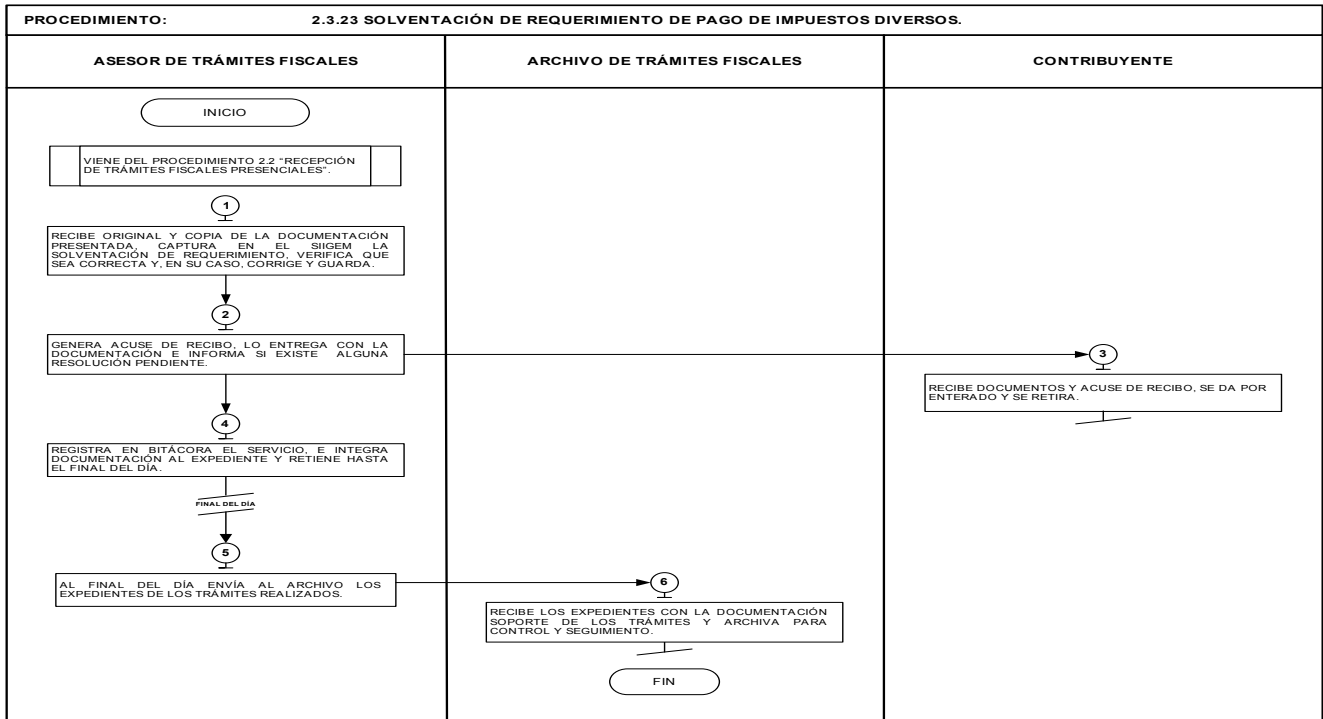 PROCEDIMIENTO: 2.3.23 SOLVENTACIÓN DE REQUERIMIENTO DE PAGO DE IMPUESTOS DIVERSOS.
ASESOR DE TRÁMITES FISCALES
ARCHIVO DE TRÁMITES FISCALES
CONTRIBUYENTE
INICIO
VIENE DEL PROCEDIMIENTO 2.2 “RECEPCIÓN
DE TRÁMITES FISCALES PRESENCIALES”.
1
RECIBE ORIGINAL Y COPIA DE LA DOCUMENTACIÓN
PRESENTADA, CAPTURA EN EL SIIGEM LA
SOLVENTACIÓN DE REQUERIMIENTO, VERIFICA QUE
SEA CORRECTA Y, EN SU CASO, CORRIGE Y GUARDA.
2
GENERA ACUSE DE RECIBO, LO ENTREGA CON LA
DOCUMENTACIÓN E INFORMA SI EXISTE ALGUNA
RESOLUCIÓN PENDIENTE.
3
RECIBE DOCUMENTOS Y ACUSE DE RECIBO, SE DA POR
ENTERADO Y SE RETIRA.
4
REGISTRA EN BITÁCORA EL SERVICIO, E INTEGRA
DOCUMENTACIÓN AL EXPEDIENTE Y RETIENE HASTA
EL FINAL DEL DÍA.
FINAL DEL DÍA
5
AL FINAL DEL DÍA ENVÍA AL ARCHIVO LOS
EXPEDIENTES DE LOS TRÁMITES REALIZADOS.
6
RECIBE LOS EXPEDIENTES CON LA DOCUMENTACIÓN
SOPORTE DE LOS TRÁMITES Y ARCHIVA PARA
CONTROL Y SEGUIMIENTO.
FIN